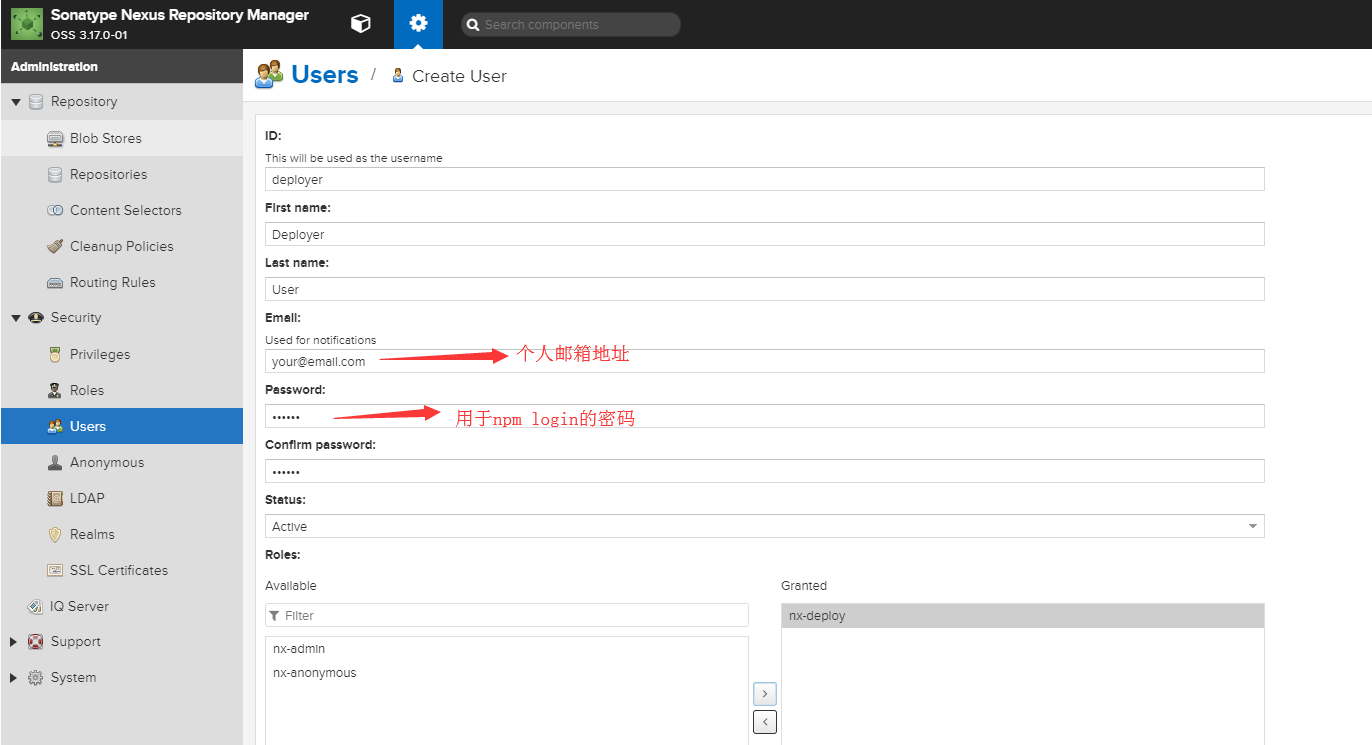 Sonatype Nexus Repository Manager
OSS 3.17.0-01
Search components
Administration
Repository
Blob Stores
Repositories
Content Selectors
Cleanup Policies
Routing Rules
Security
Privileges
Roles
Users
Anonymous
LDAP
Realms
SSL Certificates
IQ Server
Support
System
Users / Create User
ID:
This will be used as the username
deployer
First name:
Deployer
Last name:
User
Email:
Used for notifications
your@email.com 个人邮箱地址
Password:
•••••• 用于npm login的密码
Confirm password:
••••••
Status:
Active
Roles:
Available
Filter
nx-admin
nx-anonymous
>
<
Granted
nx-deploy